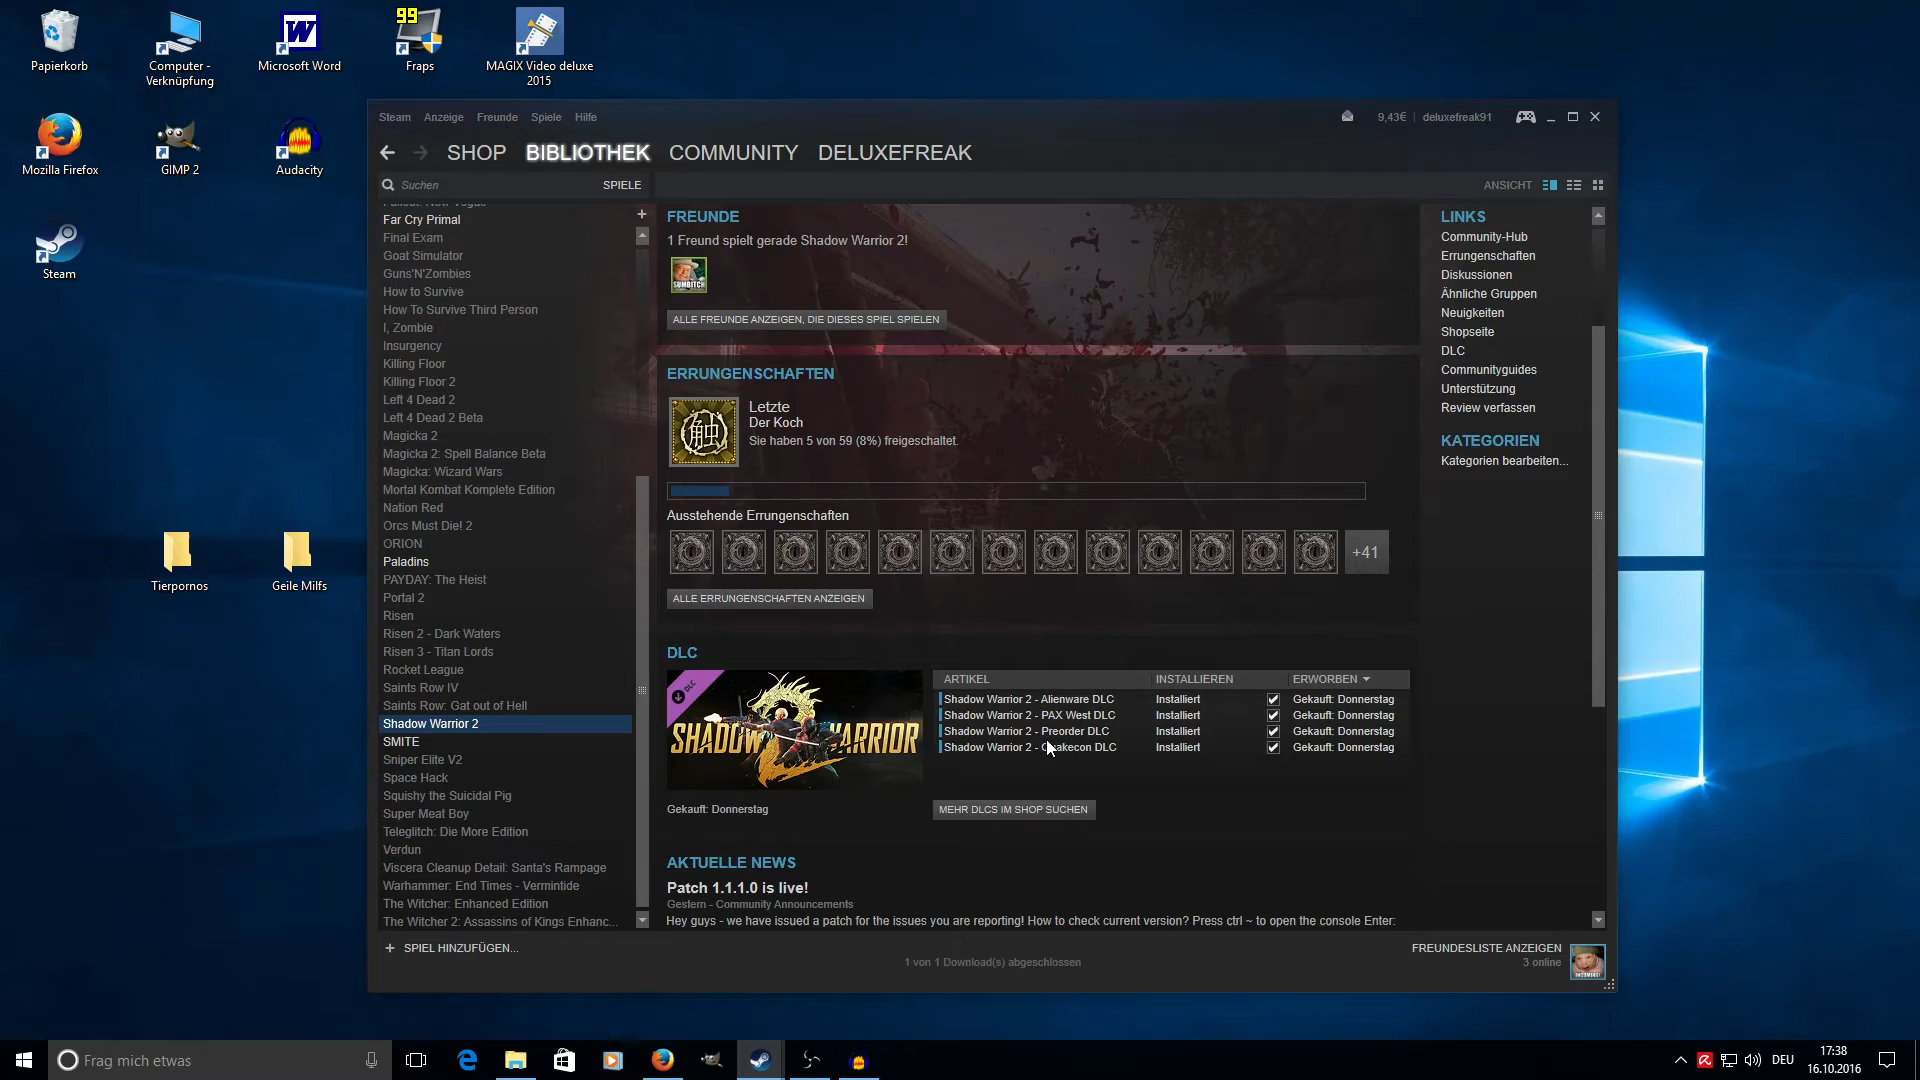 Papierkorb
Computer -
Verknüpfung
Microsoft Word
99
Fraps
MAGIX Video deluxe
2015
Mozilla Firefox
GIMP 2
Audacity
Steam
Tierpornos
Geile Milfs
Steam Anzeige Freunde Spiele Hilfe
9,43€ | deluxefreak91
SHOP BIBLIOTHEK COMMUNITY DELUXEFREAK
Suchen
SPIELE
ANSICHT
Far Cry Primal
Final Exam
Goat Simulator
Guns'N'Zombies
How to Survive
How To Survive Third Person
I, Zombie
Insurgency
Killing Floor
Killing Floor 2
Left 4 Dead 2
Left 4 Dead 2 Beta
Magicka 2
Magicka 2: Spell Balance Beta
Magicka: Wizard Wars
Mortal Kombat Komplete Edition
Nation Red
Orcs Must Die! 2
ORION
Paladins
PAYDAY: The Heist
Portal 2
Risen
Risen 2 - Dark Waters
Risen 3 - Titan Lords
Rocket League
Saints Row IV
Saints Row: Gat out of Hell
Shadow Warrior 2
SMITE
Sniper Elite V2
Space Hack
Squishy the Suicidal Pig
Super Meat Boy
Teleglitch: Die More Edition
Verdun
Viscera Cleanup Detail: Santa's Rampage
Warhammer: End Times - Vermintide
The Witcher: Enhanced Edition
The Witcher 2: Assassins of Kings Enhanc...
FREUNDE
1 Freund spielt gerade Shadow Warrior 2!
SUMBITCH
ALLE FREUNDE ANZEIGEN, DIE DIESES SPIEL SPIELEN
ERRUNGENSCHAFTEN
触
Letzte
Der Koch
Sie haben 5 von 59 (8%) freigeschaltet.
Ausstehende Errungenschaften
+41
ALLE ERRUNGENSCHAFTEN ANZEIGEN
DLC
DLC
SHADOW WARRIOR
2
Gekauft: Donnerstag
ARTIKEL INSTALLIEREN ERWORBEN
Shadow Warrior 2 - Alienware DLC Installiert Gekauft: Donnerstag
Shadow Warrior 2 - PAX West DLC Installiert Gekauft: Donnerstag
Shadow Warrior 2 - Preorder DLC Installiert Gekauft: Donnerstag
Shadow Warrior 2 - Quakecon DLC Installiert Gekauft: Donnerstag
MEHR DLCS IM SHOP SUCHEN
AKTUELLE NEWS
Patch 1.1.1.0 is live!
Gestern - Community Announcements
Hey guys - we have issued a patch for the issues you are reporting! How to check current version? Press ctrl ~ to open the console Enter:
LINKS
Community-Hub
Errungenschaften
Diskussionen
Ähnliche Gruppen
Neuigkeiten
Shopseite
DLC
Communityguides
Unterstützung
Review verfassen
KATEGORIEN
Kategorien bearbeiten...
+ SPIEL HINZUFÜGEN...
1 von 1 Download(s) abgeschlossen
FREUNDESLISTE ANZEIGEN
3 online
Frag mich etwas
DEU
17:38
16.10.2016